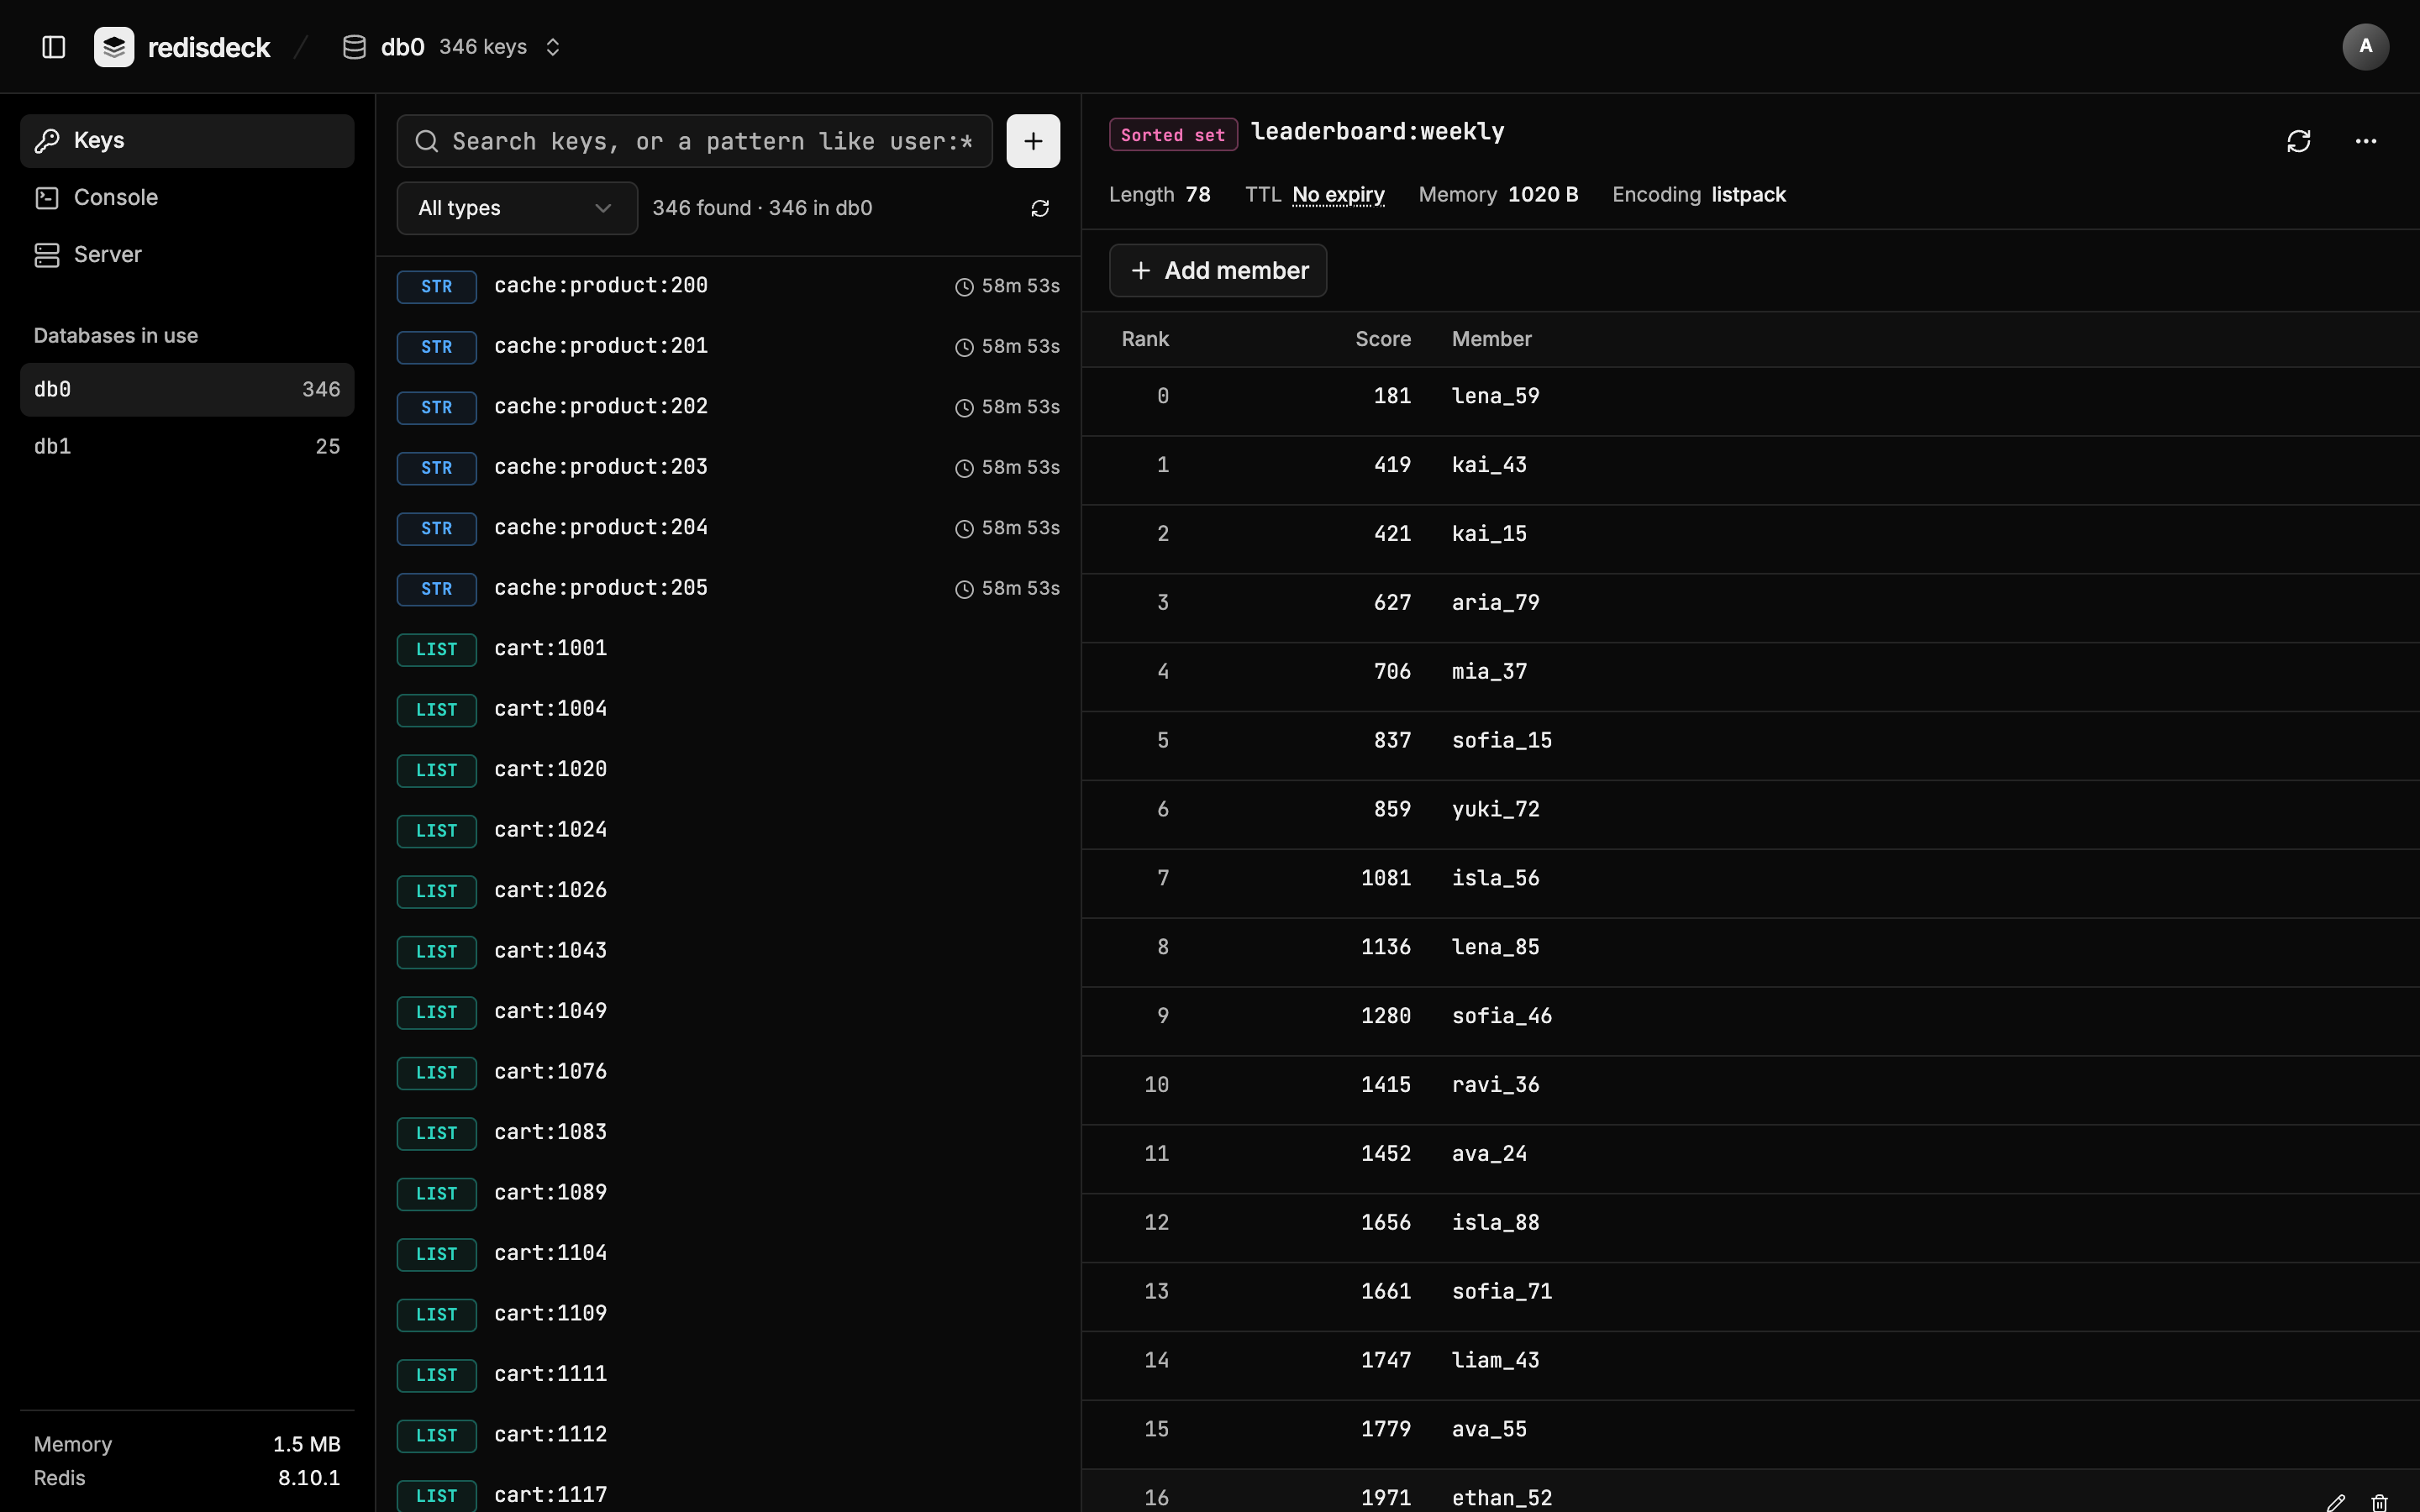 redisdeck / db0 346 keys
A
Keys
Console
Server
Databases in use
db0 346
db1 25
Memory 1.5 MB
Redis 8.10.1
Search keys, or a pattern like user:*
All types 346 found · 346 in db0
STR cache:product:200 58m 53s
STR cache:product:201 58m 53s
STR cache:product:202 58m 53s
STR cache:product:203 58m 53s
STR cache:product:204 58m 53s
STR cache:product:205 58m 53s
LIST cart:1001
LIST cart:1004
LIST cart:1020
LIST cart:1024
LIST cart:1026
LIST cart:1043
LIST cart:1049
LIST cart:1076
LIST cart:1083
LIST cart:1089
LIST cart:1104
LIST cart:1109
LIST cart:1111
LIST cart:1112
LIST cart:1117
Sorted set leaderboard:weekly
Length 78 TTL No expiry Memory 1020 B Encoding listpack
+ Add member
Rank Score Member
0 181 lena_59
1 419 kai_43
2 421 kai_15
3 627 aria_79
4 706 mia_37
5 837 sofia_15
6 859 yuki_72
7 1081 isla_56
8 1136 lena_85
9 1280 sofia_46
10 1415 ravi_36
11 1452 ava_24
12 1656 isla_88
13 1661 sofia_71
14 1747 liam_43
15 1779 ava_55
16 1971 ethan_52